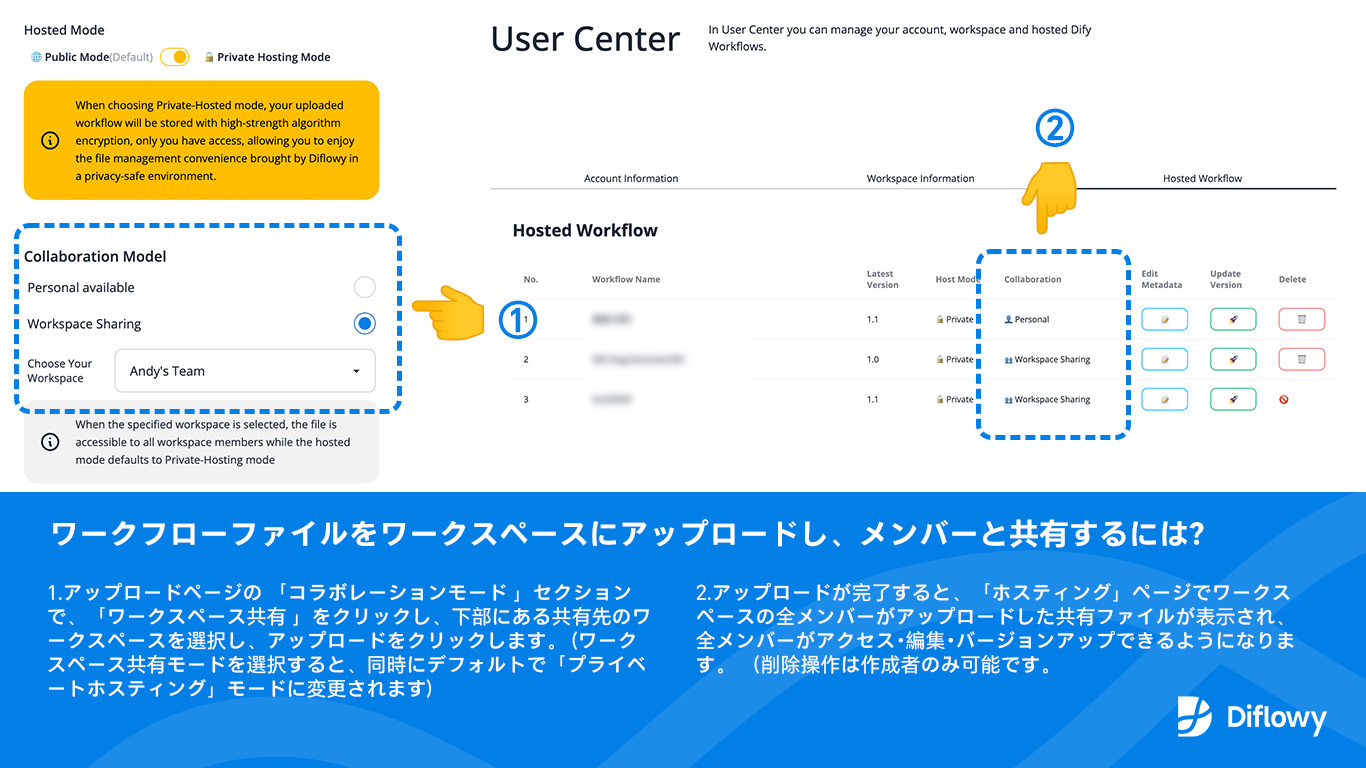 Hosted Mode
Public Mode(Default)
Private Hosting Mode
When choosing Private-Hosted mode, your uploaded
workflow will be stored with high-strength algorithm
encryption, only you have access, allowing you to enjoy
the file management convenience brought by Diflowy in
a privacy-safe environment.
Collaboration Model
Personal available
Workspace Sharing
Choose Your
Workspace
Andy's Team
When the specified workspace is selected, the file is
accessible to all workspace members while the hosted
mode defaults to Private-Hosting mode
①
User Center
In User Center you can manage your account, workspace and hosted Dify
Workflows.
②
Account Information Workspace Information Hosted Workflow
Hosted Workflow
No. Workflow Name Latest Version Host Mode Collaboration Edit Metadata Update Version Delete
1 1.1 Private Personal
2 1.0 Private Workspace Sharing
3 1.1 Private Workspace Sharing
ワークフローファイルをワークスペースにアップロードし、メンバーと共有するには?
1.アップロードページの 「コラボレーションモード 」セクション
で、「ワークスペース共有 」をクリックし、下部にある共有先のワ
ークスペースを選択し、アップロードをクリックします。(ワーク
スペース共有モードを選択すると、同時にデフォルトで「プライベ
ートホスティング」モードに変更されます)
2.アップロードが完了すると、「ホスティング」ページでワークス
ペースの全メンバーがアップロードした共有ファイルが表示され、
全メンバーがアクセス・編集・バージョンアップできるようになりま
す。 (削除操作は作成者のみ可能です。
Diflowy